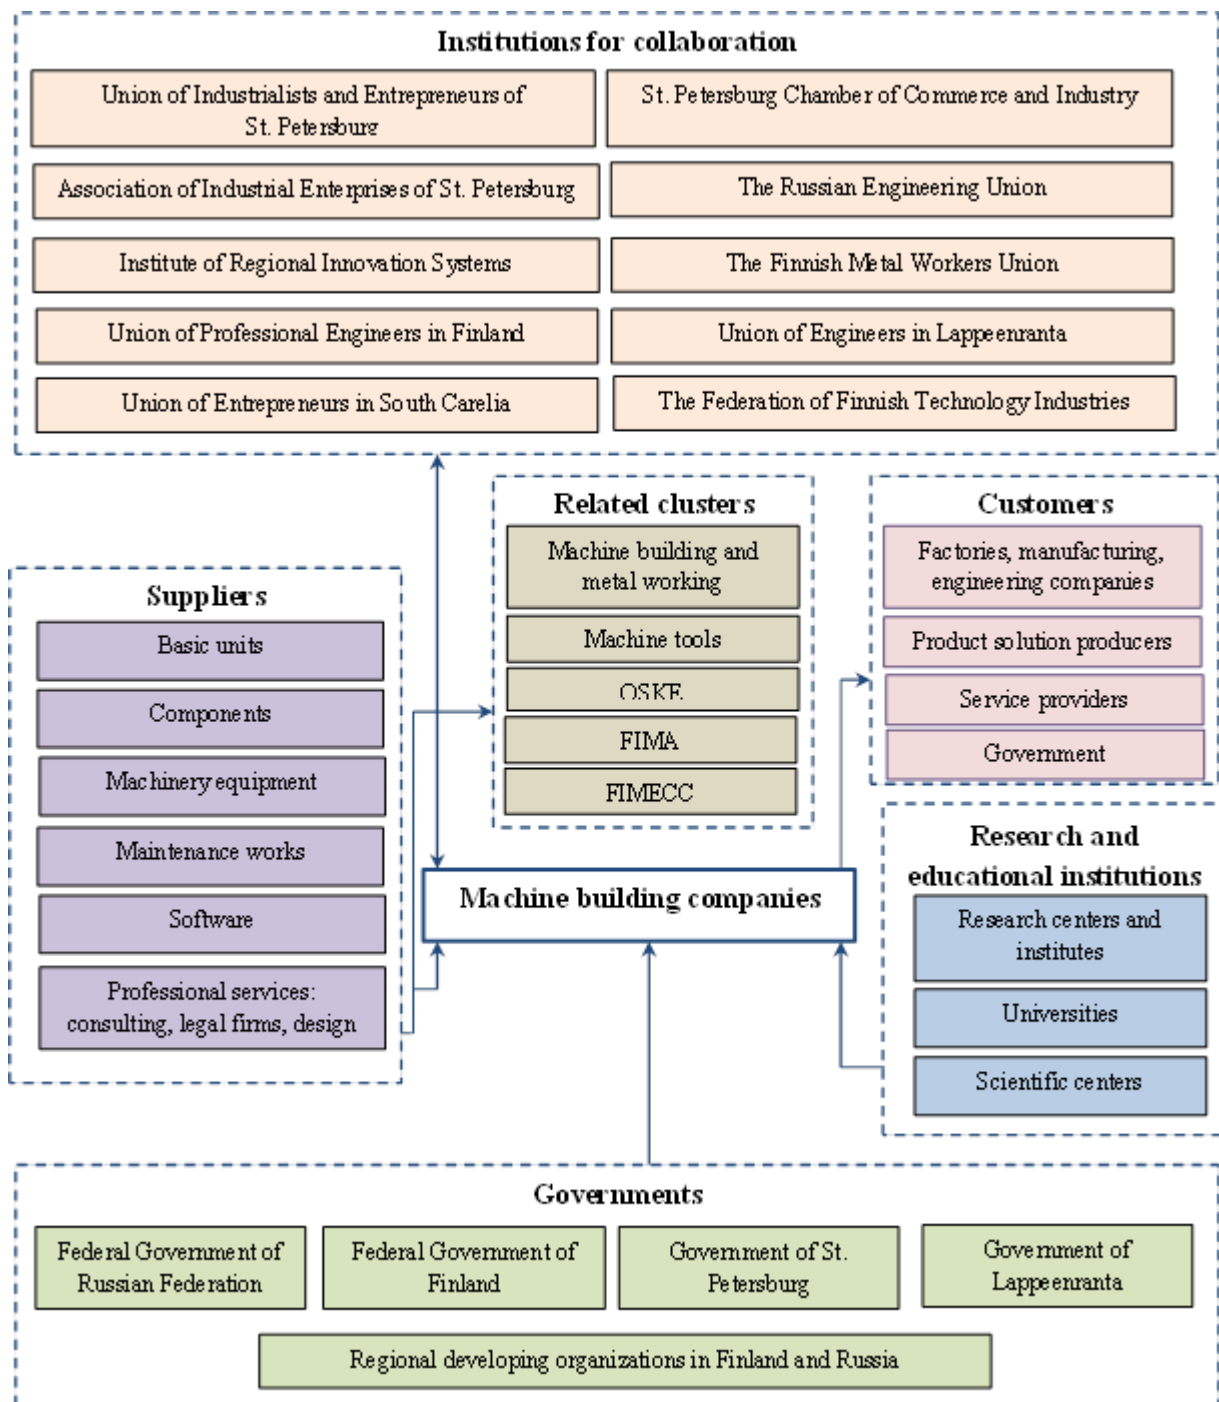 Institutions for collaboration
Union of Industrialists and Entrepreneurs of
St. Petersburg
St. Petersburg Chamber of Commerce and Industry
Association of Industrial Enterprises of St. Petersburg
The Russian Engineering Union
Institute of Regional Innovation Systems
The Finnish Metal Workers Union
Union of Professional Engineers in Finland
Union of Engineers in Lappeenranta
Union of Entrepreneurs in South Carelia
The Federation of Finnish Technology Industries
Related clusters
Machine building and
metal working
Machine tools
OSKE
FIMA
FIMECC
Customers
Factories, manufacturing,
engineering companies
Product solution producers
Service providers
Government
Suppliers
Basic units
Components
Machinery equipment
Maintenance works
Software
Professional services:
consulting, legal firms, design
Machine building companies
Research and
educational institutions
Research centers and
institutes
Universities
Scientific centers
Governments
Federal Government of
Russian Federation
Federal Government of
Finland
Government of St.
Petersburg
Government of
Lappeenranta
Regional developing organizations in Finland and Russia